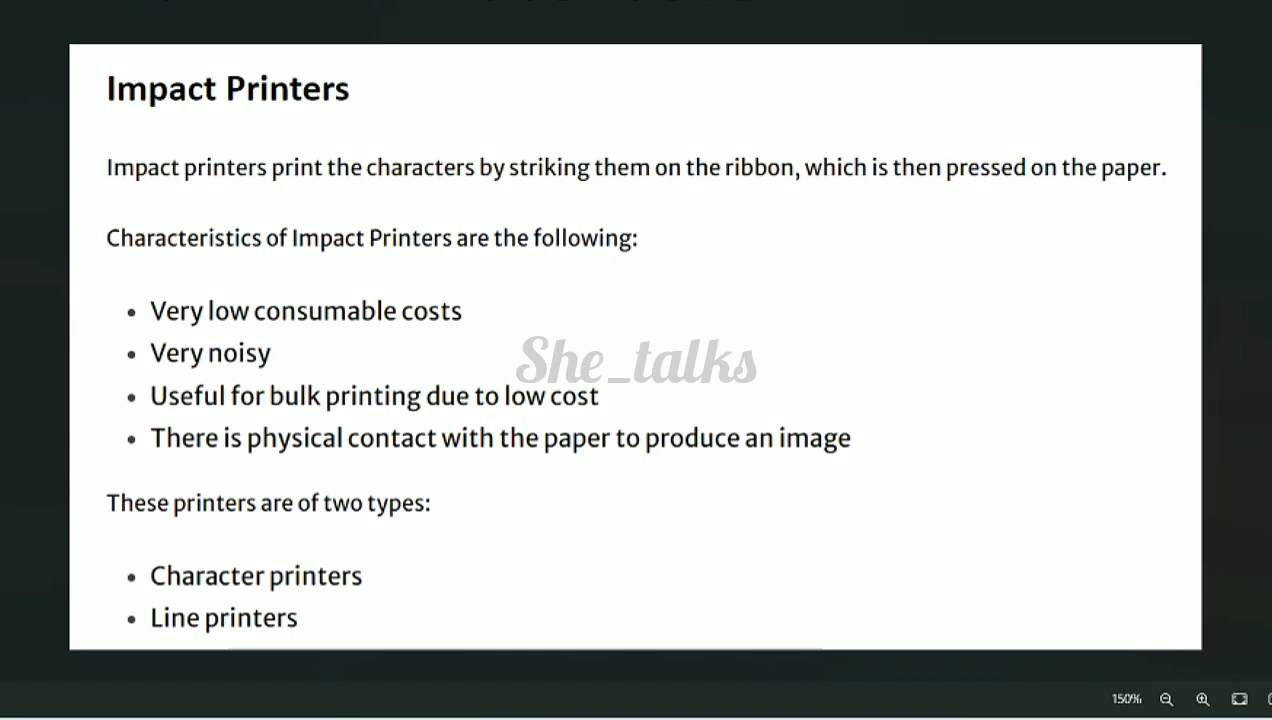 Impact Printers
Impact printers print the characters by striking them on the ribbon, which is then pressed on the paper.
Characteristics of Impact Printers are the following:
• Very low consumable costs
• Very noisy
She_talks
• Useful for bulk printing due to low cost
• There is physical contact with the paper to produce an image
These printers are of two types:
• Character printers
• Line printers
150%